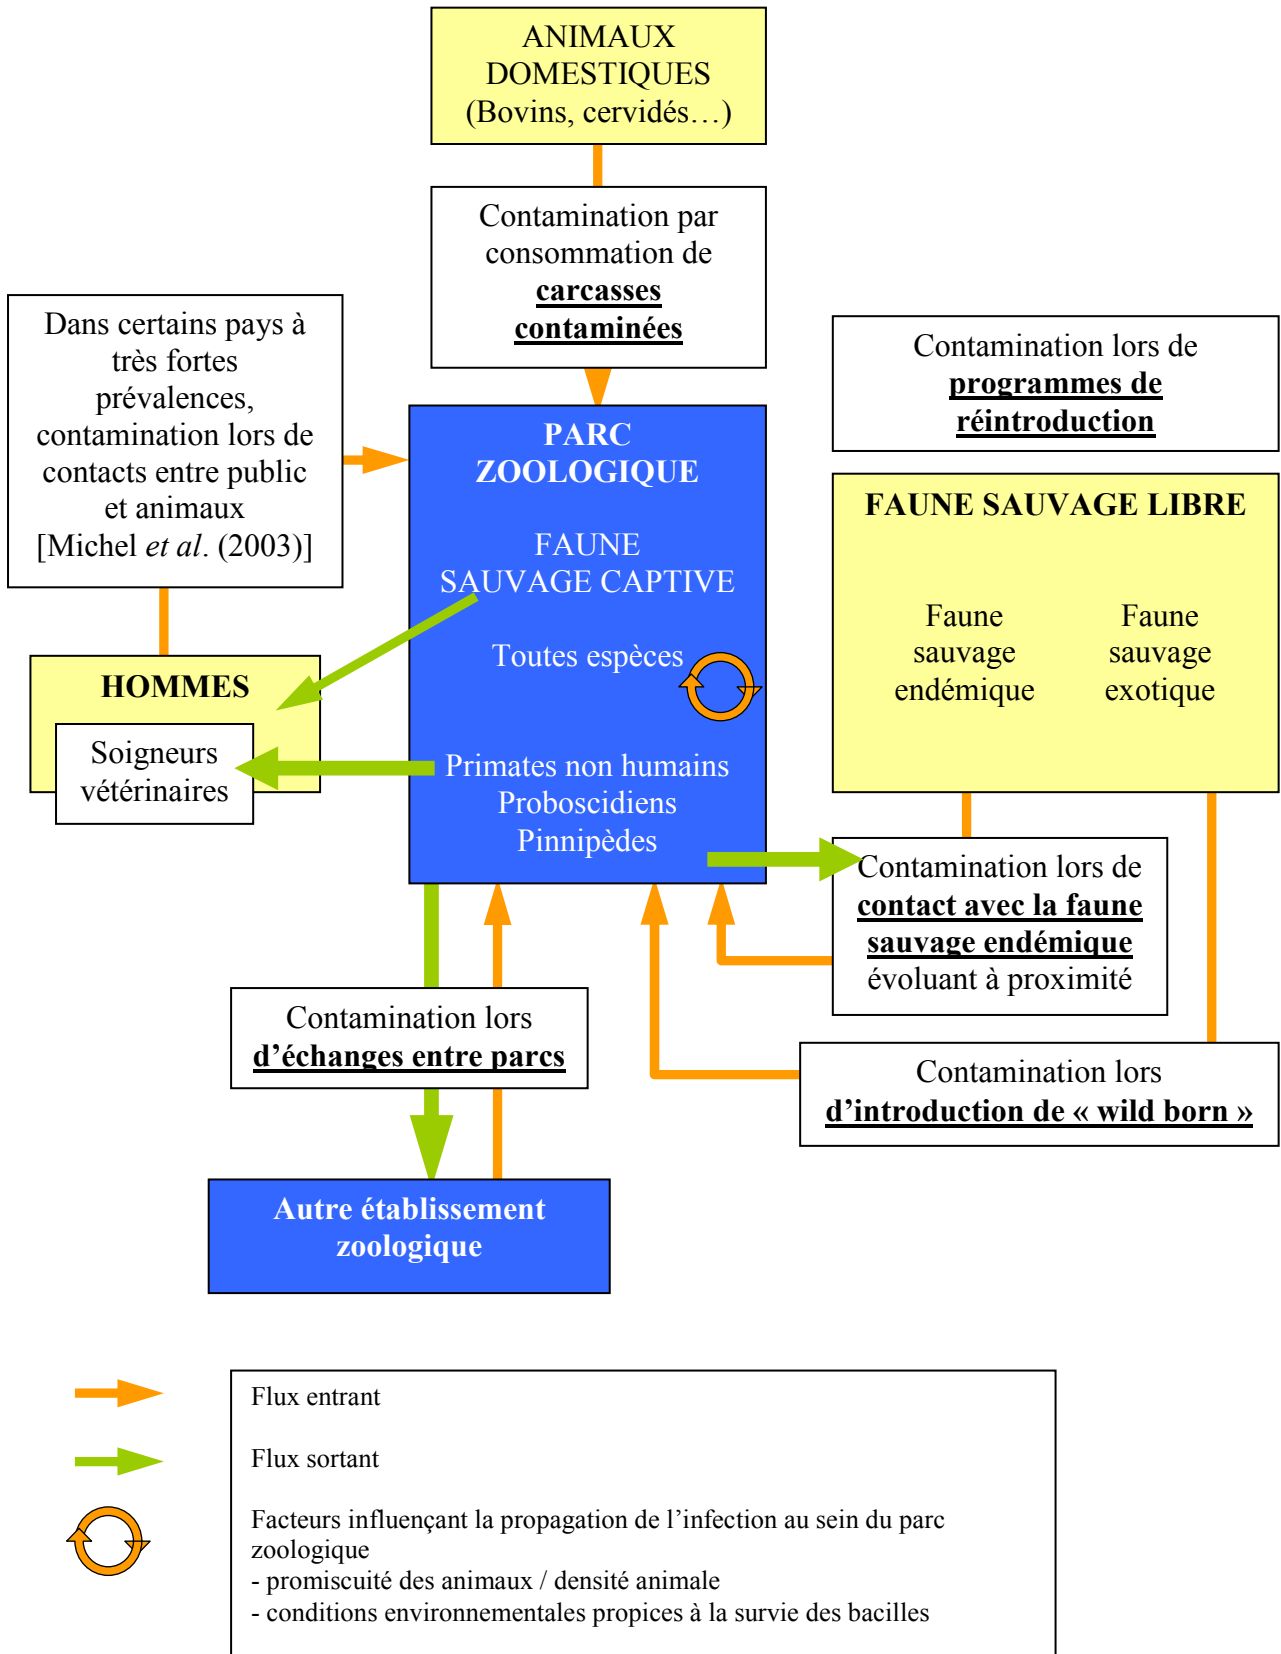 ANIMAUX
DOMESTIQUES
(Bovins, cervidés…)
Contamination par
consommation de
carcasses
contaminées
Dans certains pays à
très fortes
prévalences,
contamination lors de
contacts entre public
et animaux
[Michel et al. (2003)]
Contamination lors de
programmes de
réintroduction
PARC
ZOOLOGIQUE
FAUNE
SAUVAGE CAPTIVE
Toutes espèces
Primates non humains
Proboscidiens
Pinnipèdes
FAUNE SAUVAGE LIBRE
Faune
sauvage
endémique
Faune
sauvage
exotique
HOMMES
Soigneurs
vétérinaires
Contamination lors de
contact avec la faune
sauvage endémique
évoluant à proximité
Contamination lors
d’échanges entre parcs
Contamination lors
d’introduction de « wild born »
Autre établissement
zoologique
Flux entrant
Flux sortant
Facteurs influençant la propagation de l’infection au sein du parc
zoologique
- promiscuité des animaux / densité animale
- conditions environnementales propices à la survie des bacilles